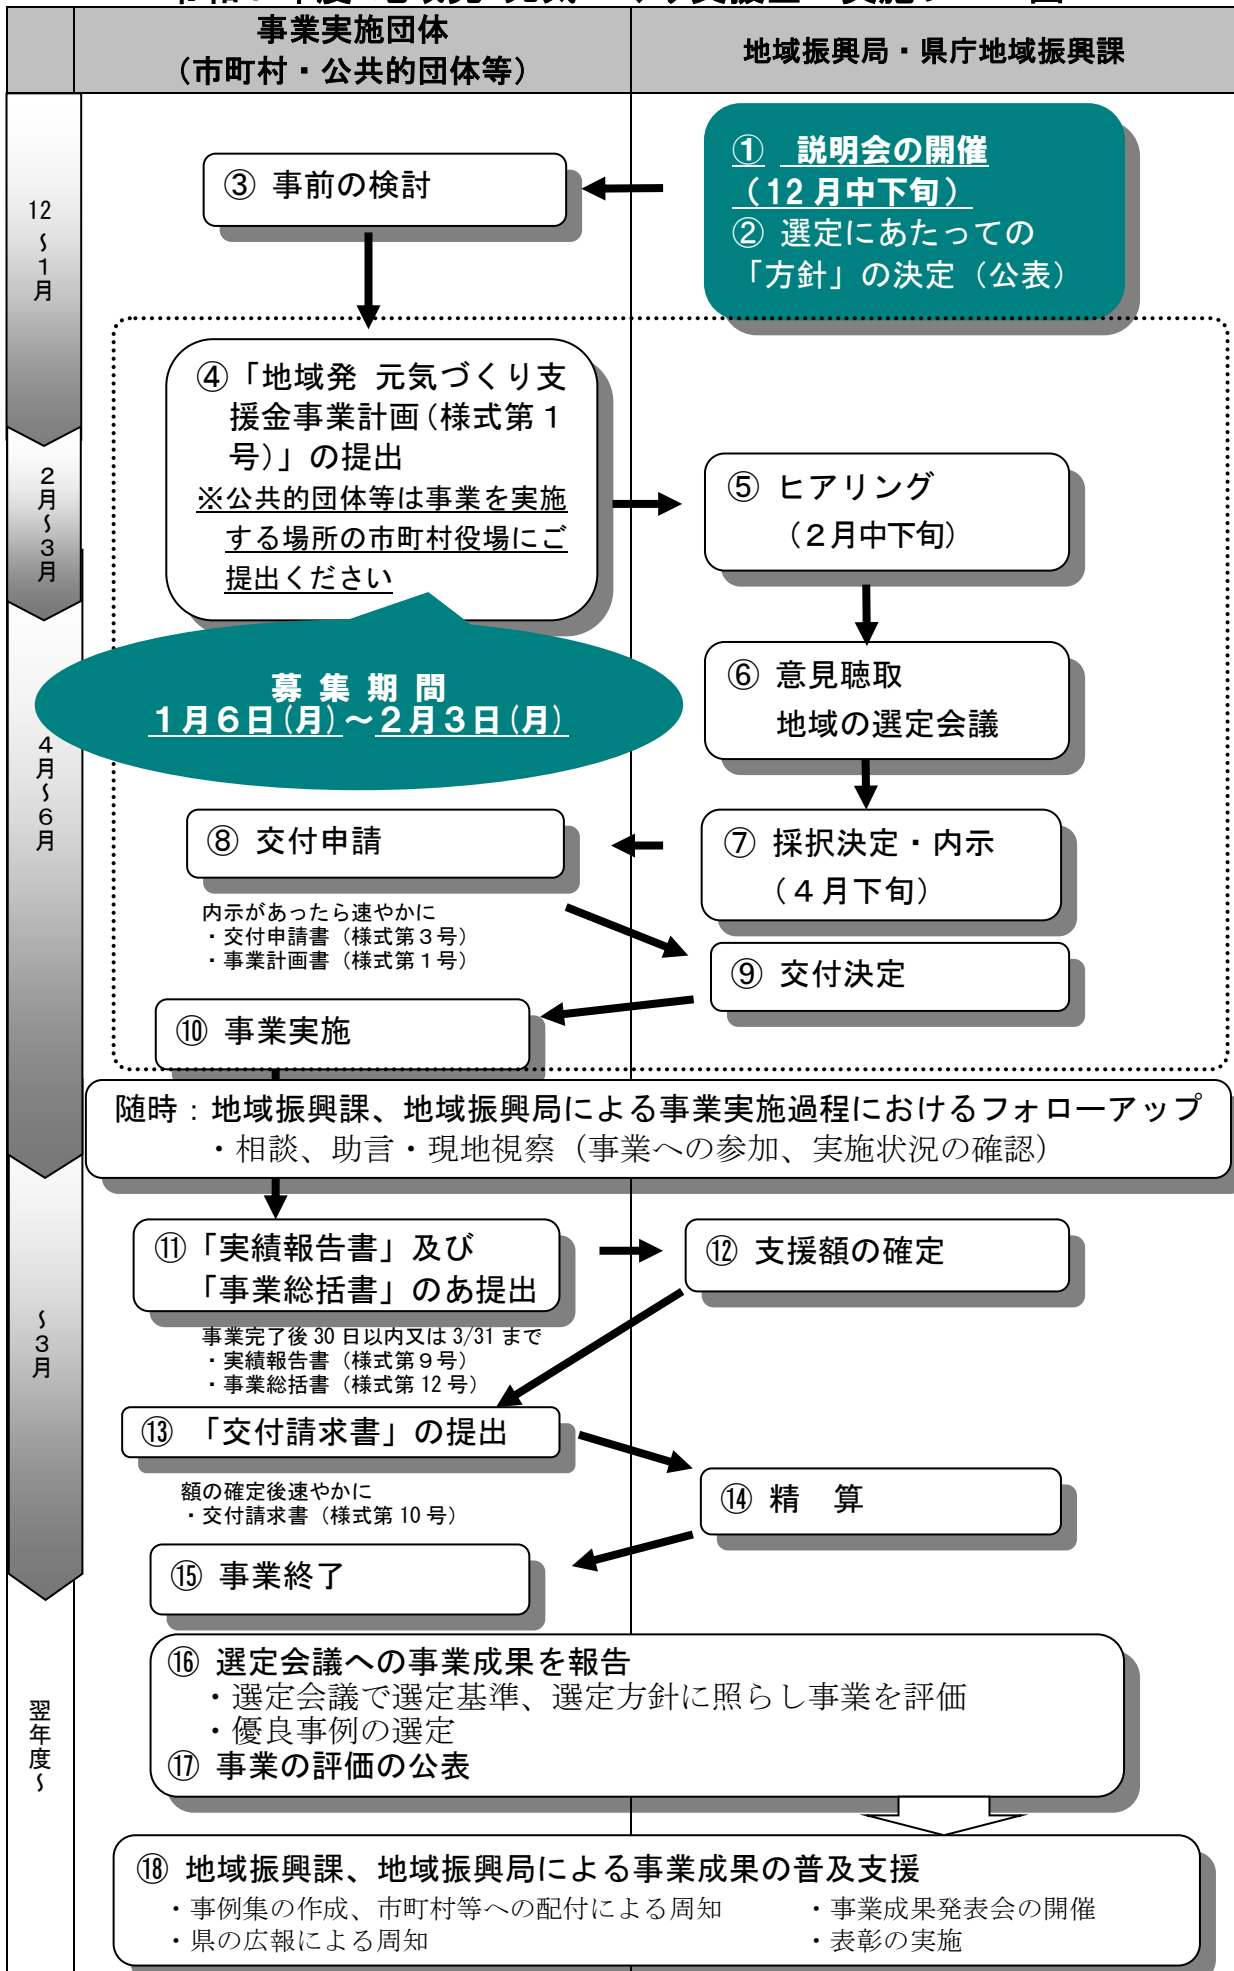 事業実施団体
（市町村・公共的団体等）
地域振興局・県庁地域振興課
12～1月
① 説明会の開催
（12月中下旬）
② 選定にあたっての
「方針」の決定（公表）
③ 事前の検討
④「地域発 元気づくり支
援金事業計画（様式第１
号）」の提出
※公共的団体等は事業を実施
する場所の市町村役場にご
提出ください
２月～３月
⑤ ヒアリング
（２月中下旬）
募集期間
１月６日（月）～２月３日（月）
⑥ 意見聴取
地域の選定会議
４月～６月
⑦ 採択決定・内示
（４月下旬）
⑧ 交付申請
内示があったら速やかに
・交付申請書（様式第３号）
・事業計画書（様式第１号）
⑨ 交付決定
⑩ 事業実施
随時：地域振興課、地域振興局による事業実施過程におけるフォローアップ
・相談、助言・現地視察（事業への参加、実施状況の確認）
～３月
⑪「実績報告書」及び
「事業総括書」のあ提出
事業完了後30日以内又は3/31まで
・実績報告書（様式第９号）
・事業総括書（様式第12号）
⑫ 支援額の確定
⑬ 「交付請求書」の提出
額の確定後速やかに
・交付請求書（様式第10号）
⑭ 精　算
⑮ 事業終了
翌年度～
⑯ 選定会議への事業成果を報告
・選定会議で選定基準、選定方針に照らし事業を評価
・優良事例の選定
⑰ 事業の評価の公表
⑱ 地域振興課、地域振興局による事業成果の普及支援
・事例集の作成、市町村等への配付による周知　・事業成果発表会の開催
・県の広報による周知　・表彰の実施